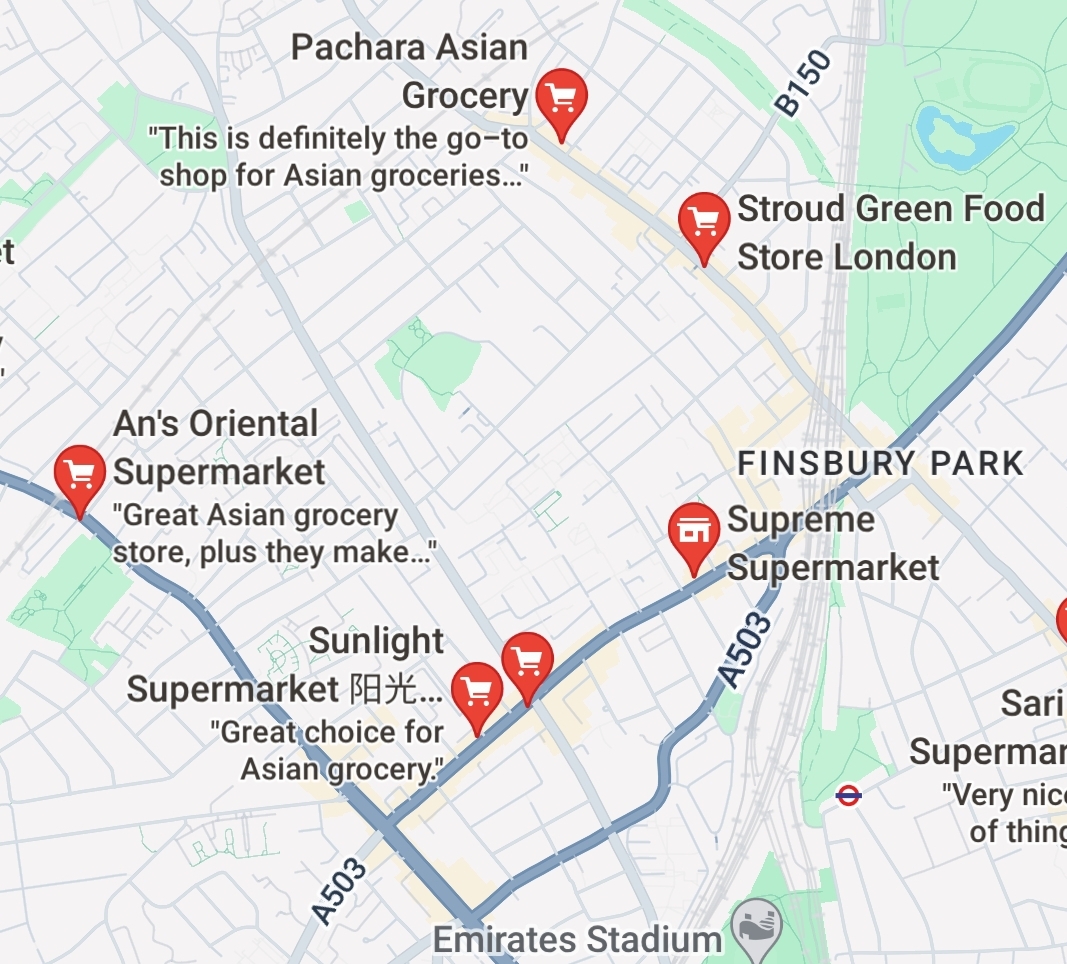 Pachara Asian
Grocery
"This is definitely the go–to
shop for Asian groceries..."
B150
Stroud Green Food
Store London
An's Oriental
Supermarket
"Great Asian grocery
store, plus they make..."
FINSBURY PARK
Supreme
Supermarket
A503
Sunlight
Supermarket 阳光...
"Great choice for
Asian grocery."
Sari
Supermar
"Very nice
of thing
A503
Emirates Stadium